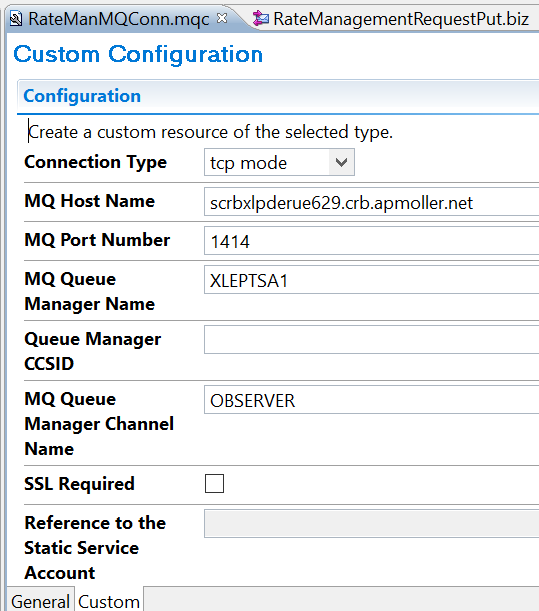 RateManMQConn.mqc
RateManagementRequestPut.biz
Custom Configuration
Configuration
Create a custom resource of the selected type.
Connection Type
tcp mode
MQ Host Name
scrbxlpderue629.crb.apmoller.net
MQ Port Number
1414
MQ Queue
Manager Name
XLEPTSA1
Queue Manager
CCSID
MQ Queue
Manager Channel
Name
OBSERVER
SSL Required
Reference to the
Static Service
Account
General
Custom